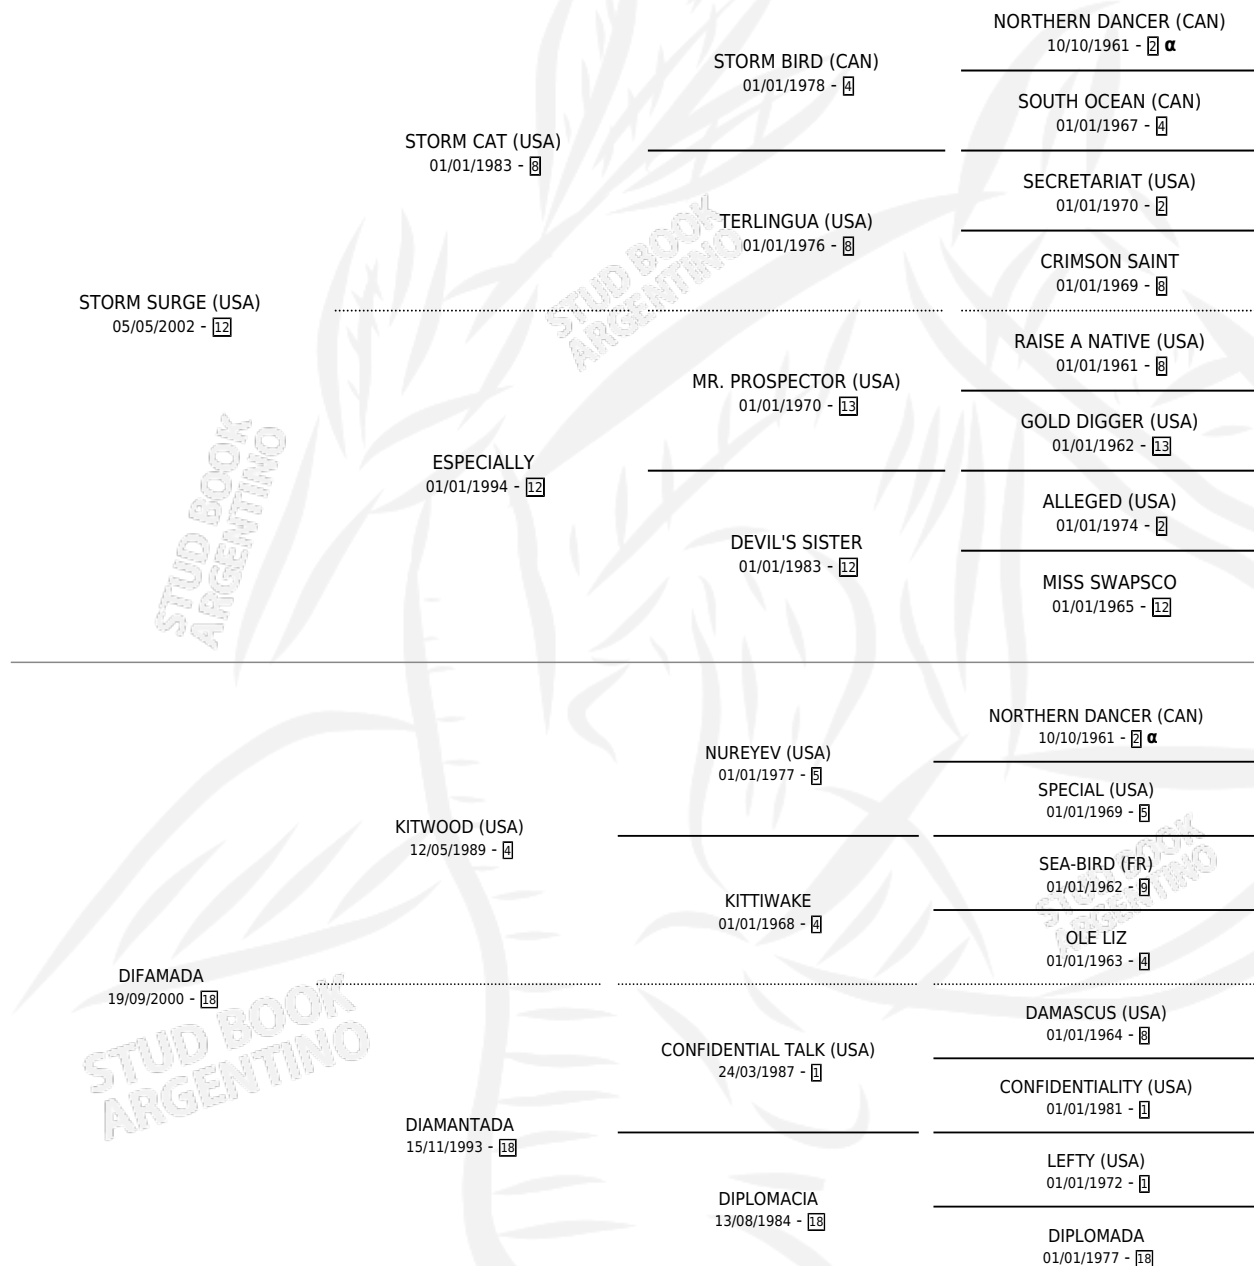 NORTHERN DANCER (CAN)
10/10/1961 - 2 α
STORM BIRD (CAN)
01/01/1978 - 4
SOUTH OCEAN (CAN)
01/01/1967 - 4
STORM CAT (USA)
01/01/1983 - 8
SECRETARIAT (USA)
01/01/1970 - 2
TERLINGUA (USA)
01/01/1976 - 8
CRIMSON SAINT
01/01/1969 - 8
STORM SURGE (USA)
05/05/2002 - 12
RAISE A NATIVE (USA)
01/01/1961 - 8
MR. PROSPECTOR (USA)
01/01/1970 - 13
GOLD DIGGER (USA)
01/01/1962 - 13
ESPECIALLY
01/01/1994 - 12
ALLEGED (USA)
01/01/1974 - 2
DEVIL'S SISTER
01/01/1983 - 12
MISS SWAPSCO
01/01/1965 - 12
NORTHERN DANCER (CAN)
10/10/1961 - 2 α
NUREYEV (USA)
01/01/1977 - 5
SPECIAL (USA)
01/01/1969 - 5
KITWOOD (USA)
12/05/1989 - 4
SEA-BIRD (FR)
01/01/1962 - 9
KITTIWAKE
01/01/1968 - 4
OLE LIZ
01/01/1963 - 4
DIFAMADA
19/09/2000 - 18
DAMASCUS (USA)
01/01/1964 - 8
CONFIDENTIAL TALK (USA)
24/03/1987 - 1
CONFIDENTIALITY (USA)
01/01/1981 - 1
DIAMANTADA
15/11/1993 - 18
LEFTY (USA)
01/01/1972 - 1
DIPLOMACIA
13/08/1984 - 18
DIPLOMADA
01/01/1977 - 18
STUD BOOK
ARGENTINO
STUD BOOK
ARGENTINO
STUD BOOK
ARGENTINO
STUD BOOK
ARGENTINO